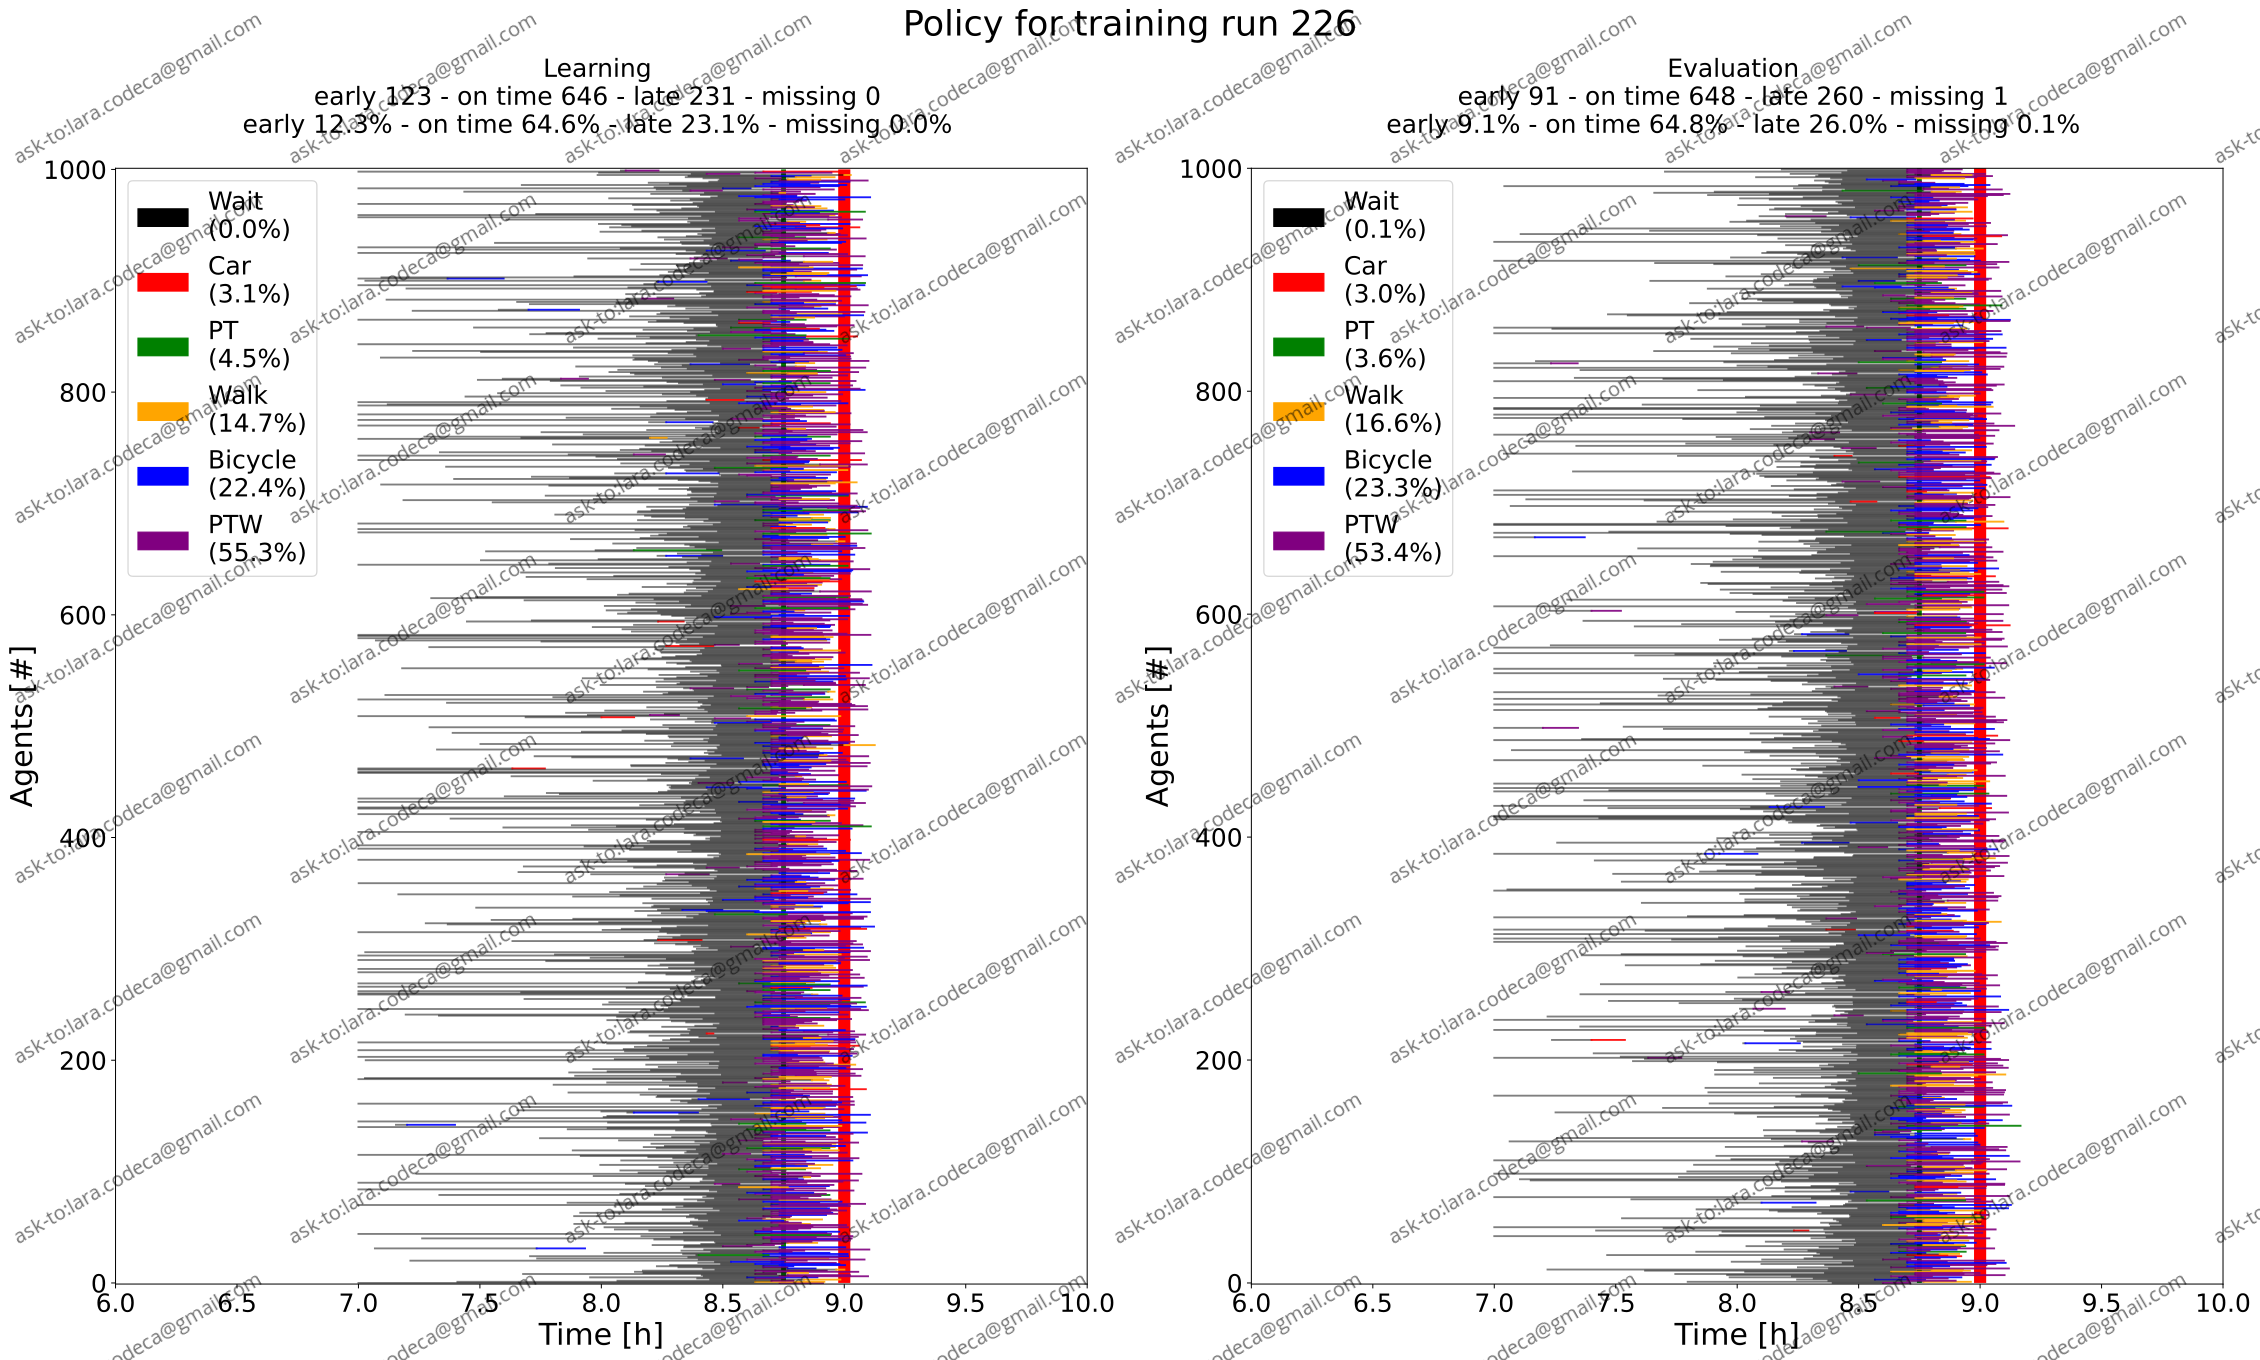 Policy for training run 226
Learning
early 123 - on time 646 - late 231 - missing 0
early 12.3% - on time 64.6% - late 23.1% - missing 0.0%
1000
800
600
400
200
0
Agents [#]
Wait
(0.0%)
Car
(3.1%)
PT
(4.5%)
Walk
(14.7%)
Bicycle
(22.4%)
PTW
(55.3%)
6.0 6.5 7.0 7.5 8.0 8.5 9.0 9.5 10.0
Time [h]
Evaluation
early 91 - on time 648 - late 260 - missing 1
early 9.1% - on time 64.8% - late 26.0% - missing 0.1%
1000
800
600
400
200
0
Agents [#]
Wait
(0.1%)
Car
(3.0%)
PT
(3.6%)
Walk
(16.6%)
Bicycle
(23.3%)
PTW
(53.4%)
6.0 6.5 7.0 7.5 8.0 8.5 9.0 9.5 10.0
Time [h]
ask-to:lara.codeca@gmail.com